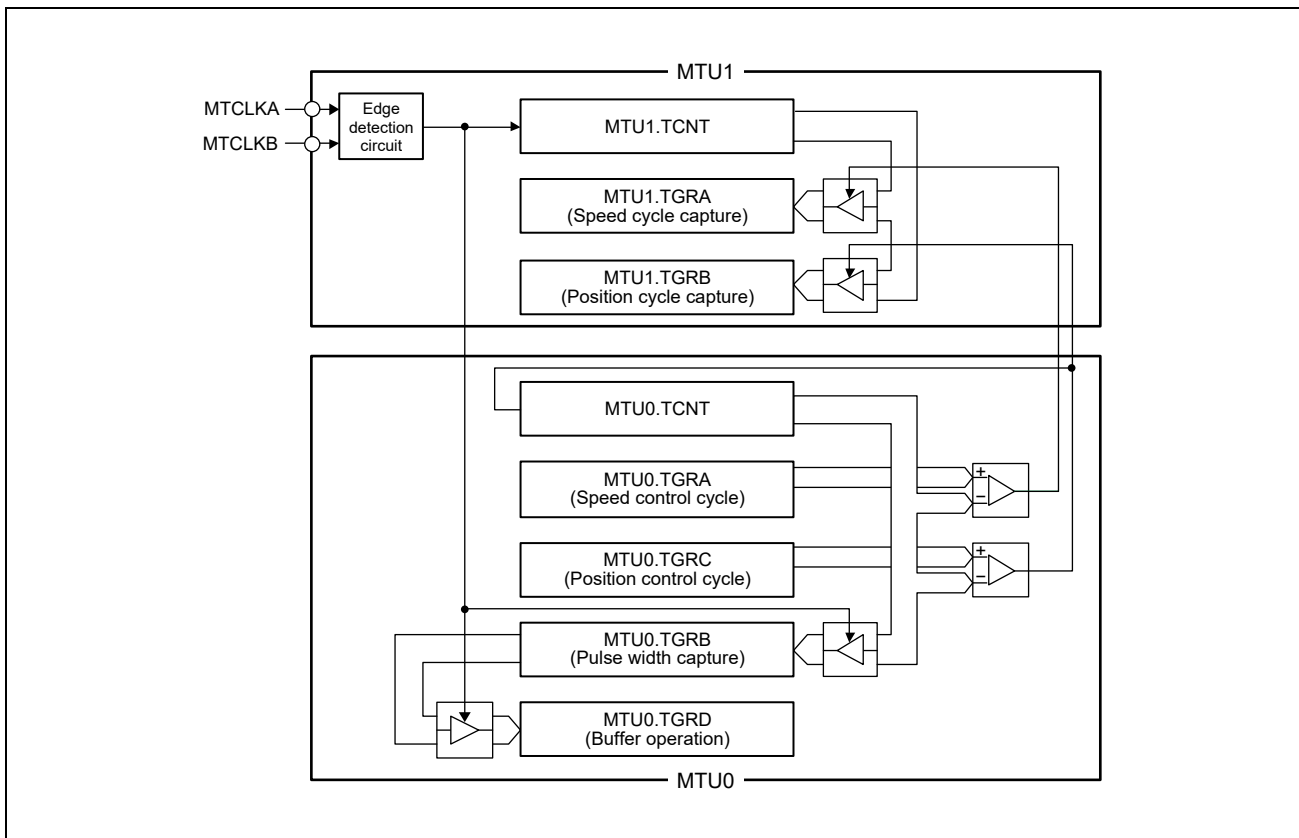 MTU1
MTCLKA
MTCLKB
Edge
detection
circuit
MTU1.TCNT
MTU1.TGRA
(Speed cycle capture)
MTU1.TGRB
(Position cycle capture)
MTU0.TCNT
MTU0.TGRA
(Speed control cycle)
+
−
MTU0.TGRC
(Position control cycle)
+
−
MTU0.TGRB
(Pulse width capture)
MTU0.TGRD
(Buffer operation)
MTU0